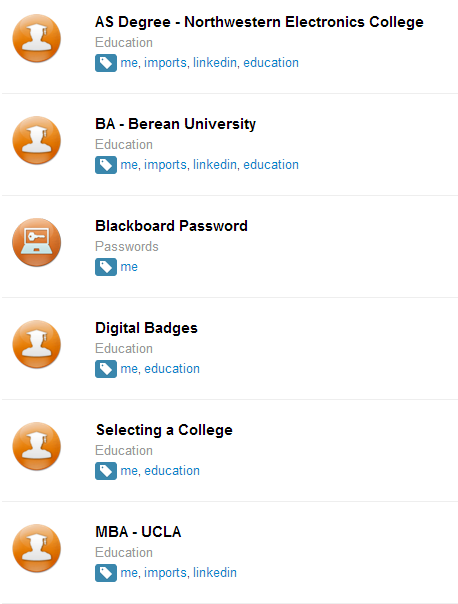 AS Degree - Northwestern Electronics College
Education
me, imports, linkedin, education
BA - Berean University
Education
me, imports, linkedin, education
Blackboard Password
Passwords
me
Digital Badges
Education
me, education
Selecting a College
Education
me, education
MBA - UCLA
Education
me, imports, linkedin